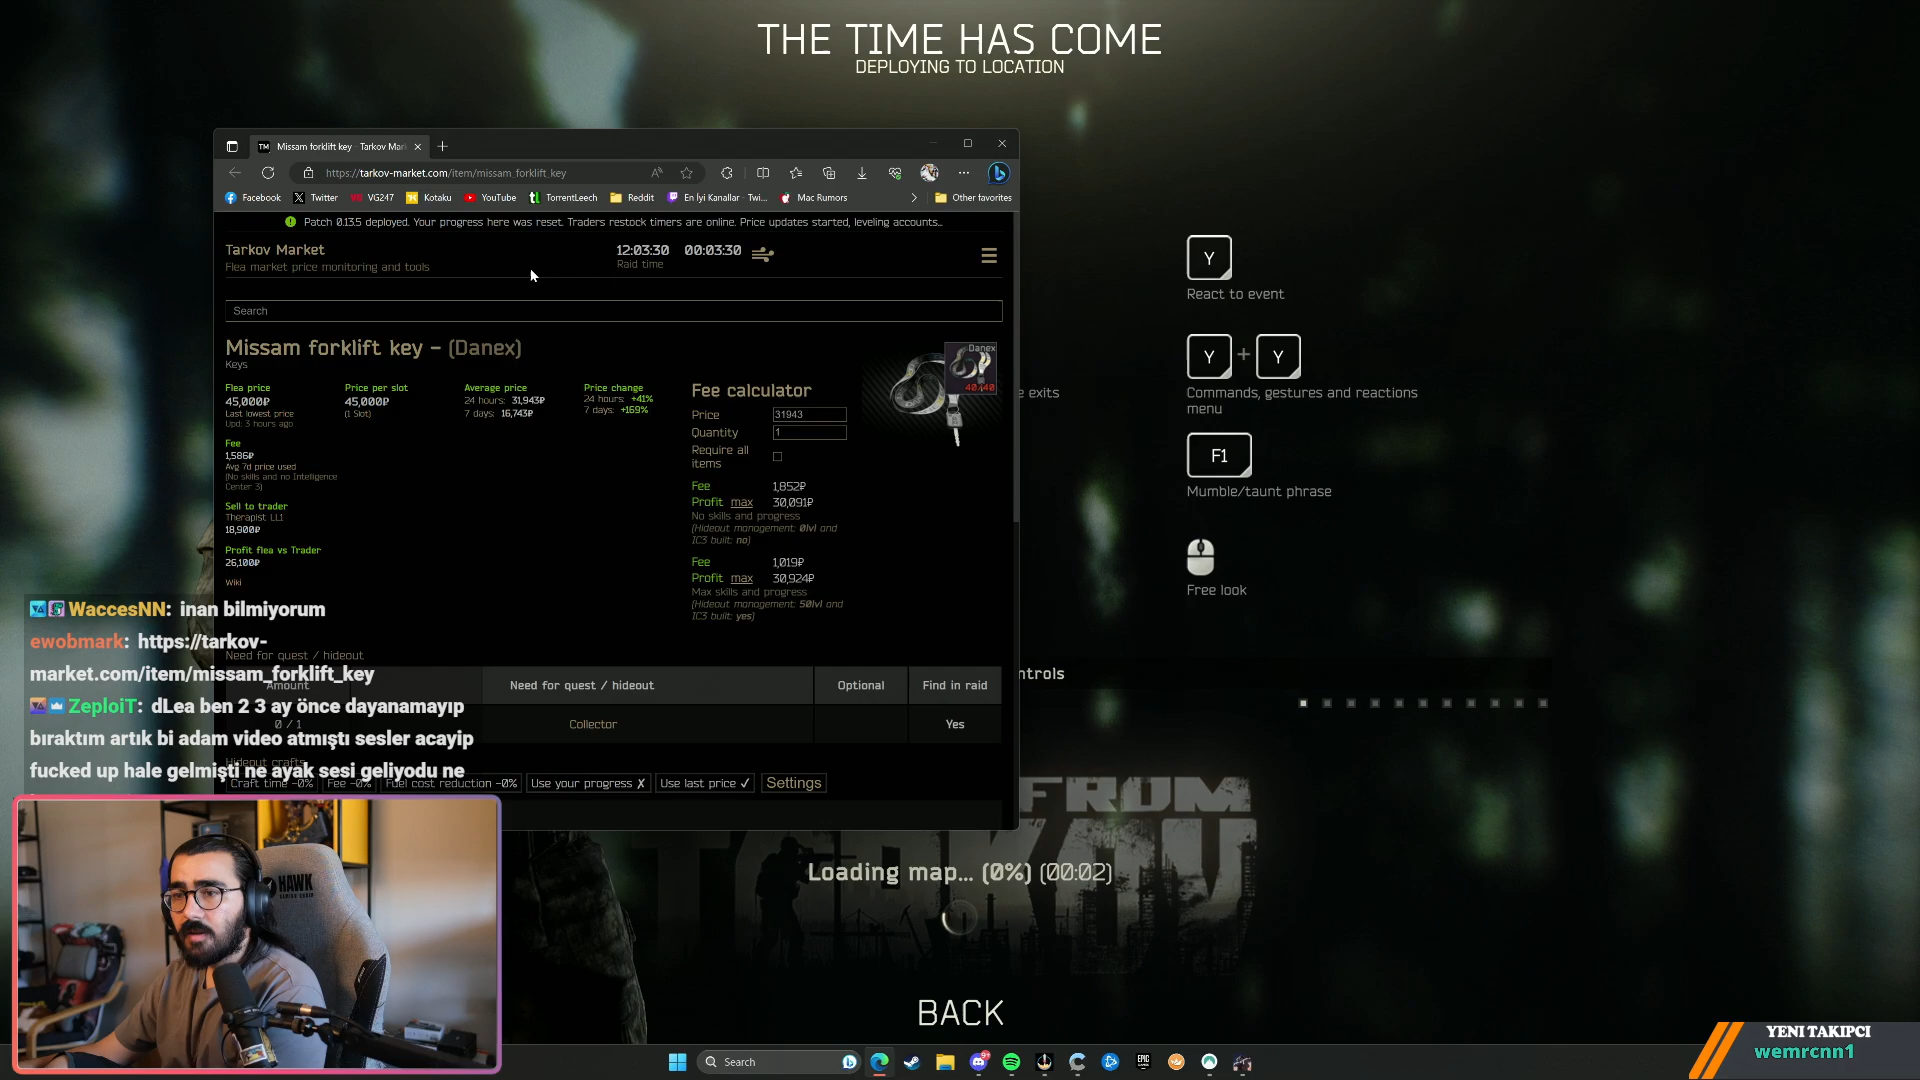 THE TIME HAS COME
DEPLOYING TO LOCATION
TM Missam forklift key - Tarkov Mark
https://tarkov-market.com/item/missam_forklift_key
Facebook Twitter VG247 Kotaku YouTube TorrentLeech Reddit En İyi Kanallar - Twi... Mac Rumors Other favorites
Patch 0.13.5 deployed. Your progress here was reset. Traders restock timers are online. Price updates started, leveling accounts...
Tarkov Market
Flea market price monitoring and tools
12:03:30 00:03:30
Raid time
Search
Missam forklift key - (Danex)
Keys
Flea price
45,000₽
Last lowest price
Upd: 3 hours ago
Price per slot
45,000₽
(1 Slot)
Average price
24 hours: 31,943₽
7 days: 16,743₽
Price change
24 hours: +41%
7 days: +169%
Fee
1,586₽
Avg 7d price used
(No skills and no Intelligence
Center 3)
Sell to trader
Therapist LL1
18,900₽
Profit flea vs Trader
26,100₽
Wiki
Fee calculator
Price 31943
Quantity 1
Require all
items
Fee 1,852₽
Profit max 30,091₽
No skills and progress
(Hideout management: 0lvl and
IC3 built: no)
Fee 1,019₽
Profit max 30,924₽
Max skills and progress
(Hideout management: 50lvl and
IC3 built: yes)
Danex
40/40
Need for quest / hideout
Amount Need for quest / hideout Optional Find in raid
0 / 1 Collector Yes
Hideout crafts
Craft time -0% Fee -0% Fuel cost reduction -0% Use your progress ✗ Use last price ✓ Settings
WaccesNN: inan bilmiyorum
ewobmark: https://tarkov-
market.com/item/missam_forklift_key
ZeploiT: dLea ben 2 3 ay önce dayanamayıp
bıraktım artık bi adam video atmıştı sesler acayip
fucked up hale gelmişti ne ayak sesi geliyodu ne
Y
React to event
Y + Y
Commands, gestures and reactions
menu
F1
Mumble/taunt phrase
Free look
e exits
ntrols
FROM
TARKOV
Loading map... (0%) (00:02)
BACK
HAWK
GAMING CHAIR
Search
9+
EPIC
YENI TAKIPCI
wemrcnn1